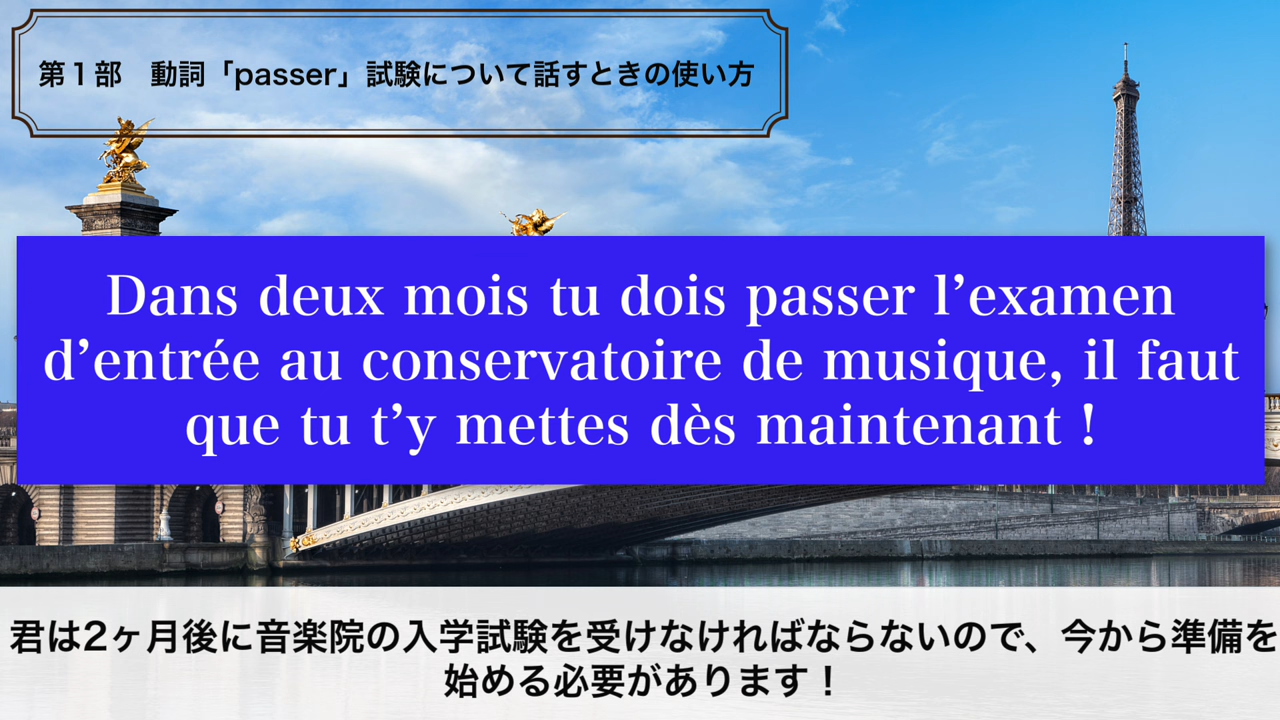 第１部　動詞「passer」試験について話すときの使い方
Dans deux mois tu dois passer l’examen
d’entrée au conservatoire de musique, il faut
que tu t’y mettes dès maintenant !
君は2ヶ月後に音楽院の入学試験を受けなければならないので、今から準備を
始める必要があります！